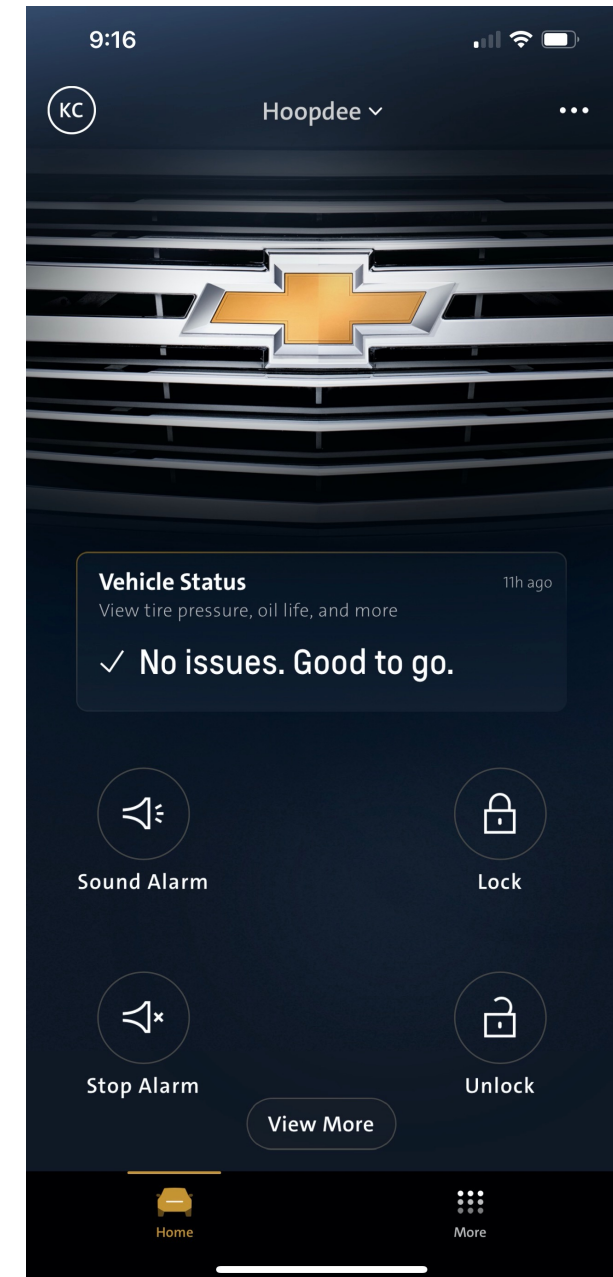 9:16
KC
Hoopdee
Vehicle Status
11h ago
View tire pressure, oil life, and more
No issues. Good to go.
Sound Alarm
Lock
Stop Alarm
Unlock
View More
Home
More